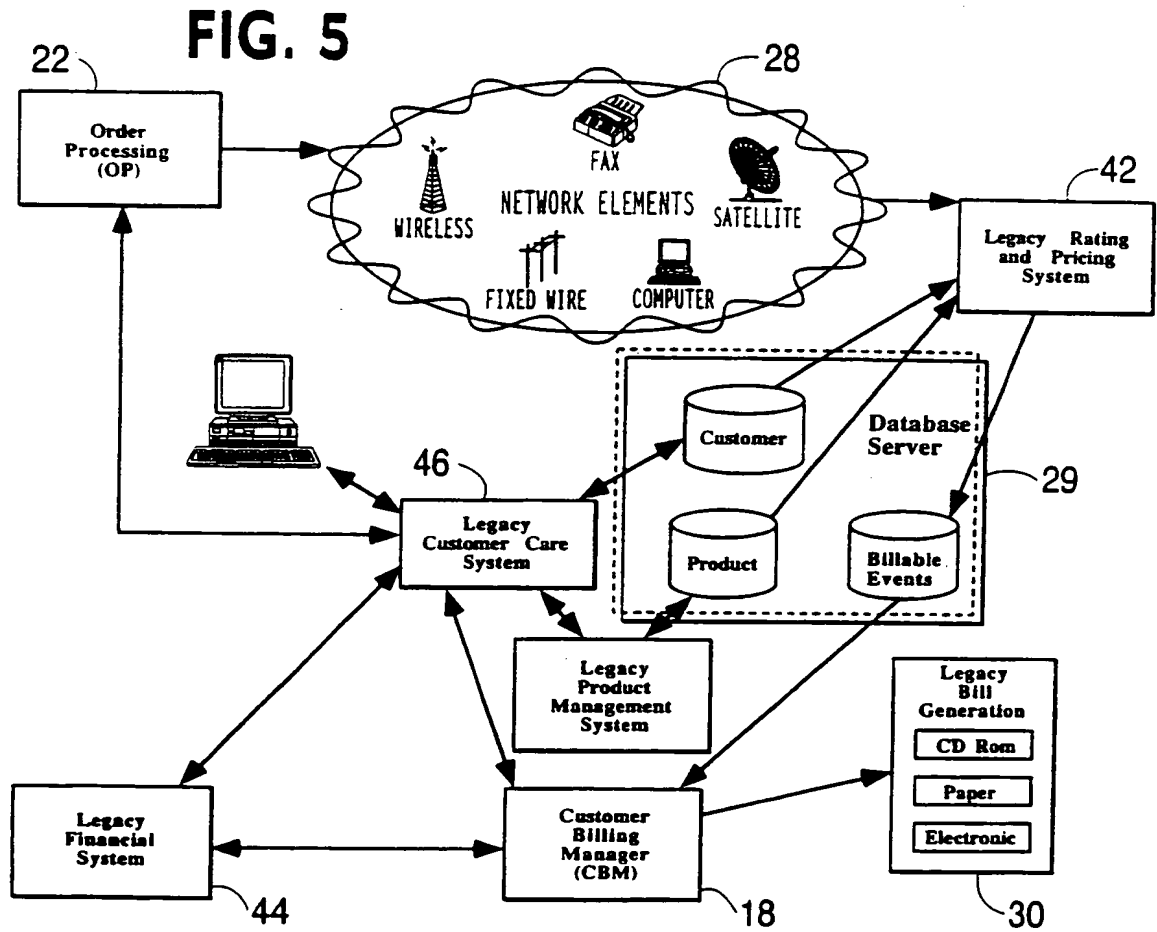 FIG. 5
22
28
Order
Processing
(OP)
FAX
WIRELESS
NETWORK ELEMENTS
SATELLITE
FIXED WIRE
COMPUTER
42
Legacy Rating
and Pricing
System
Customer
Database
Server
29
46
Legacy
Customer Care
System
Product
Billable
Events
Legacy
Product
Management
System
Legacy
Bill
Generation
CD Rom
Paper
Electronic
30
Legacy
Financial
System
44
Customer
Billing
Manager
(CBM)
18